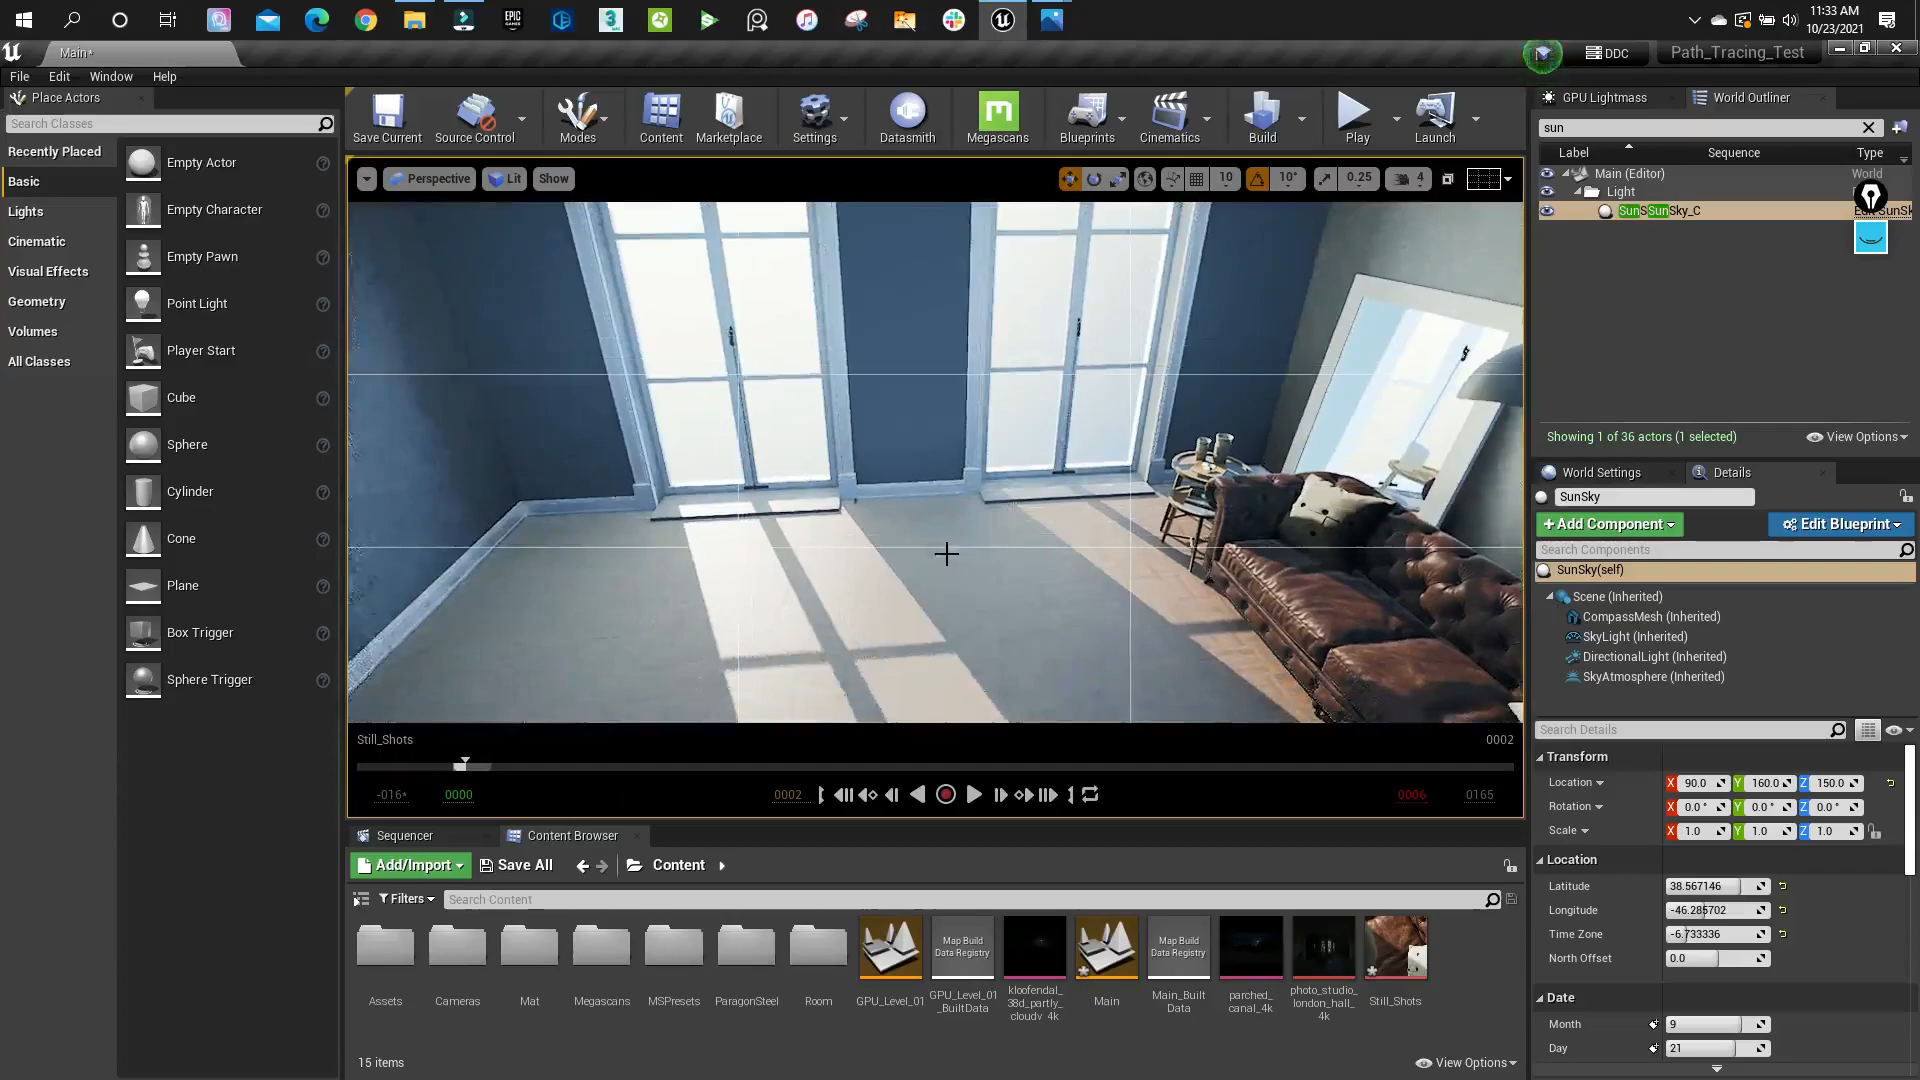 11:33 AM
10/23/2021
Main*
DDC
Path_Tracing_Test
File Edit Window Help
Place Actors
GPU Lightmass
World Outliner
Search Classes
Recently Placed
Basic
Lights
Cinematic
Visual Effects
Geometry
Volumes
All Classes
Empty Actor
Empty Character
Empty Pawn
Point Light
Player Start
Cube
Sphere
Cylinder
Cone
Plane
Box Trigger
Sphere Trigger
Save Current
Source Control
Modes
Content
Marketplace
Settings
Datasmith
Megascans
Blueprints
Cinematics
Build
Play
Launch
Perspective
Lit
Show
10
10°
0.25
4
Still_Shots
0002
-016*
0000
0002
0006
0165
Sequencer
Content Browser
Add/Import
Save All
Content
Filters
Search Content
Assets
Cameras
Mat
Megascans
MSPresets
ParagonSteel
Room
GPU_Level_01
Map Build
Data Registry
GPU_Level_01
_BuiltData
kloofendal_
38d_partly_
cloudy_4k
Main
Map Build
Data Registry
Main_Built
Data
parched_
canal_4k
photo_studio_
london_hall_
4k
Still_Shots
15 items
View Options
sun
Label
Sequence
Type
Main (Editor)
World
Light
SunSSunSky_C
Showing 1 of 36 actors (1 selected)
View Options
World Settings
Details
SunSky
+Add Component
Edit Blueprint
Search Components
SunSky(self)
Scene (Inherited)
CompassMesh (Inherited)
SkyLight (Inherited)
DirectionalLight (Inherited)
SkyAtmosphere (Inherited)
Search Details
Transform
Location X 90.0 Y 160.0 Z 150.0
Rotation X 0.0° Y 0.0° Z 0.0°
Scale X 1.0 Y 1.0 Z 1.0
Location
Latitude 38.567146
Longitude -46.285702
Time Zone -6.733336
North Offset 0.0
Date
Month 9
Day 21